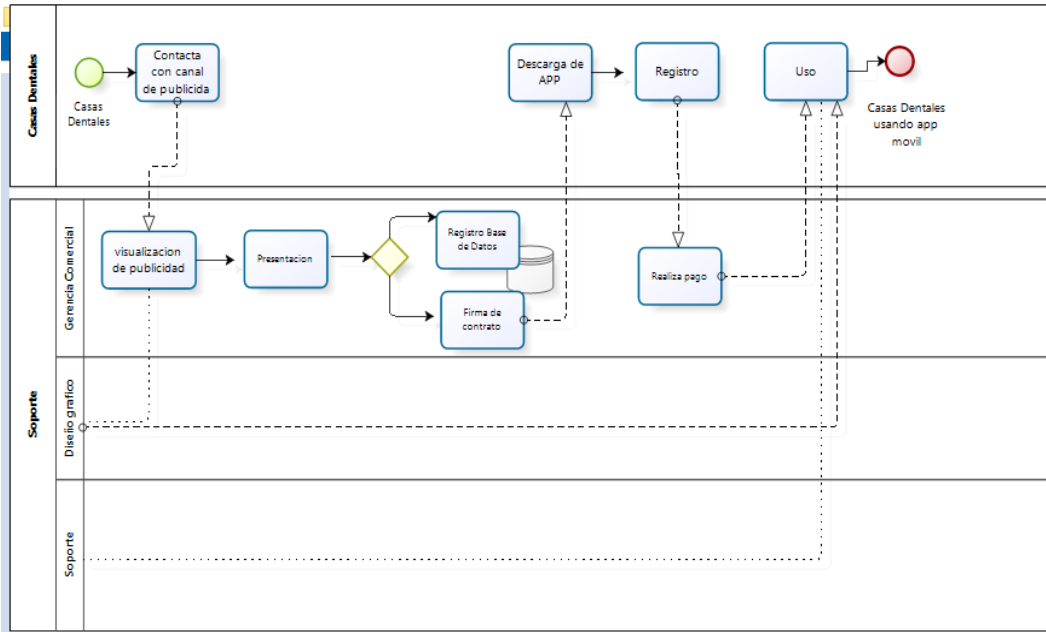 Casas Dentales
Casas
Dentales
Contacta
con canal
de publicida
Descarga de
APP
Registro
Uso
Casas Dentales
usando app
movil
Soporte
Gerencia Comercial
visualizacion
de publicidad
Presentacion
Registro Base
de Datos
Firma de
contrato
Realiza pago
Diseño grafico
Soporte